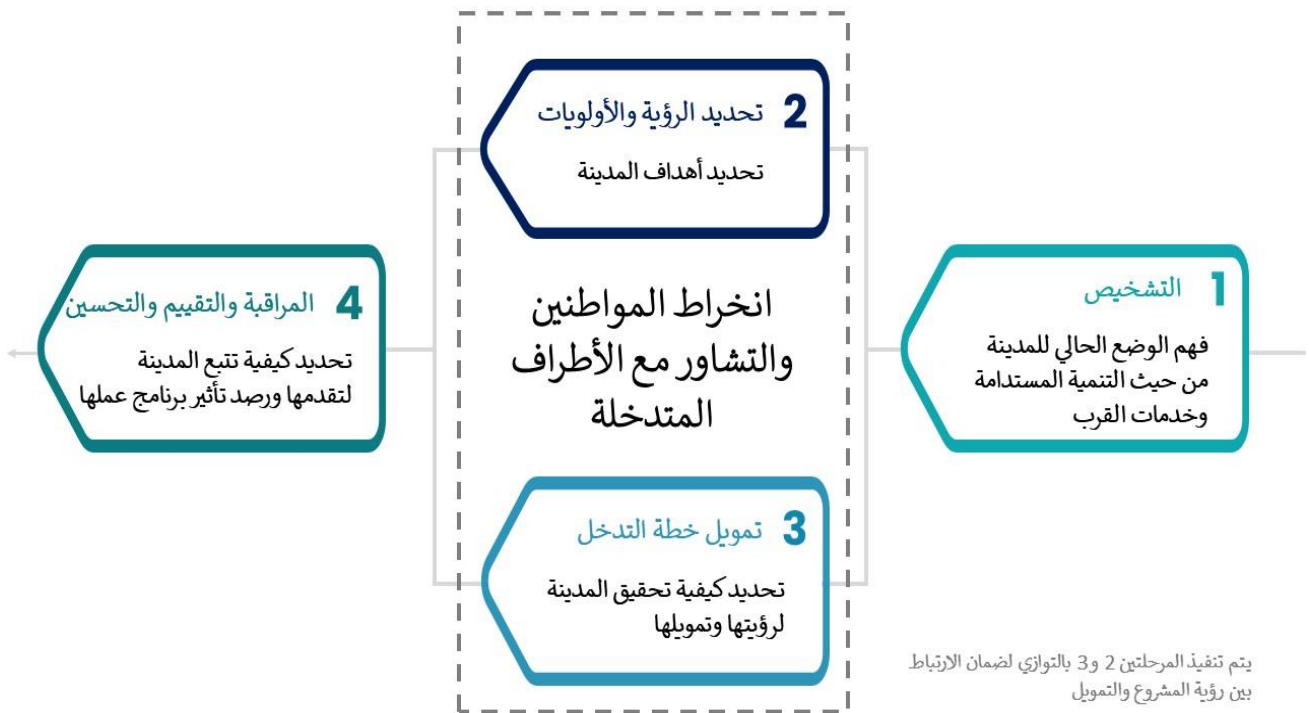 1 التشخيص
فهم الوضع الحالي للمدينة
من حيث التنمية المستدامة
وخدمات القرب
2 تحديد الرؤية والأولويات
تحديد أهداف المدينة
انخراط المواطنين
والتشاور مع الأطراف
المتدخلة
3 تمويل خطة التدخل
تحديد كيفية تحقيق المدينة
لرؤيتها وتمويلها
4 المراقبة والتقييم والتحسين
تحديد كيفية تتبع المدينة
لتقدمها ورصد تأثير برنامج عملها
يتم تنفيذ المرحلتين 2 و3 بالتوازي لضمان الارتباط
بين رؤية المشروع والتمويل